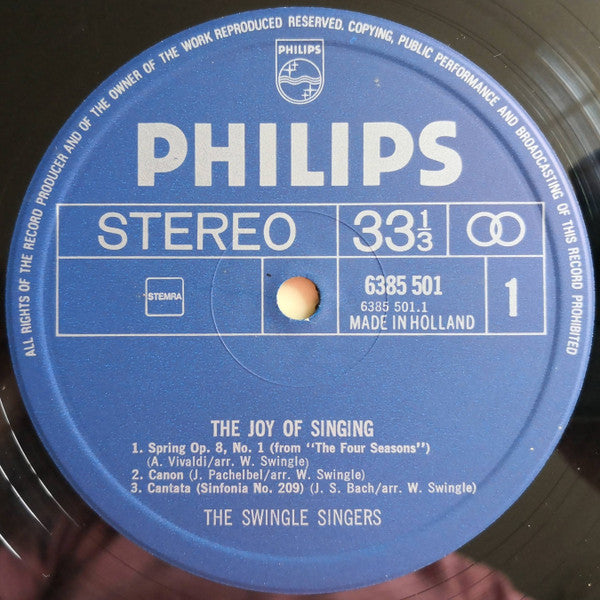 ALL RIGHTS OF THE RECORD PRODUCER AND OF THE OWNER OF THE WORK REPRODUCED RESERVED. COPYING, PUBLIC PERFORMANCE AND BROADCASTING OF THIS RECORD PROHIBITED
PHILIPS
PHILIPS
STEREO 33⅓
STEMRA 6385 501 1
6385 501.1
MADE IN HOLLAND
THE JOY OF SINGING
1. Spring Op. 8, No. 1 (from "The Four Seasons")
(A. Vivaldi/arr. W. Swingle)
2. Canon (J. Pachelbel/arr. W. Swingle)
3. Cantata (Sinfonia No. 209) (J. S. Bach/arr. W. Swingle)
THE SWINGLE SINGERS